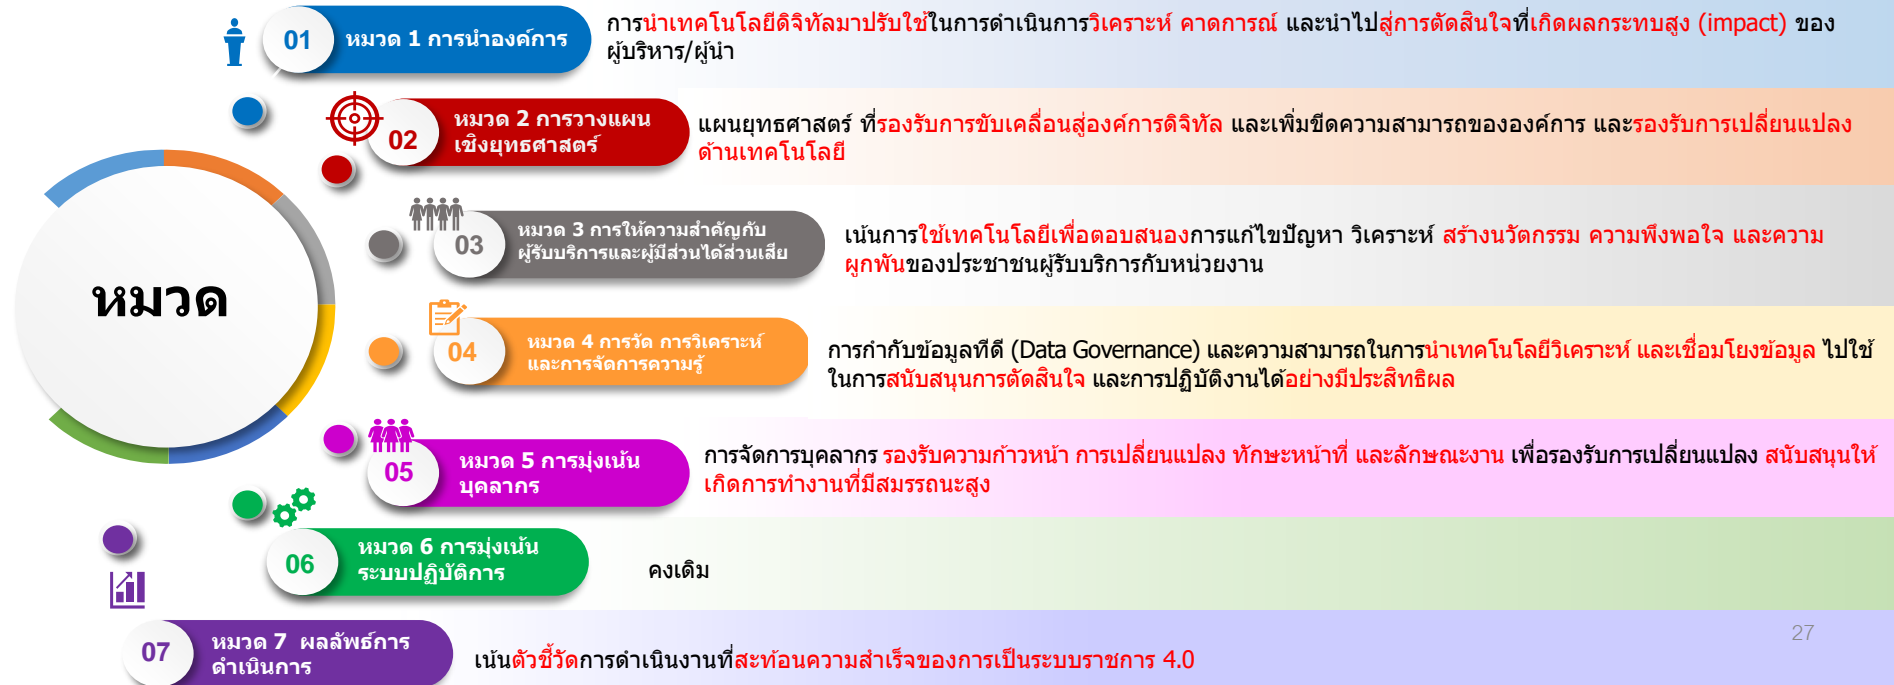 หมวด
01
หมวด 1 การนำองค์การ
การนำเทคโนโลยีดิจิทัลมาปรับใช้ในการดำเนินการวิเคราะห์ คาดการณ์ และนำไปสู่การตัดสินใจที่เกิดผลกระทบสูง (impact) ของ
ผู้บริหาร/ผู้นำ
02
หมวด 2 การวางแผน
เชิงยุทธศาสตร์
แผนยุทธศาสตร์ ที่รองรับการขับเคลื่อนสู่องค์การดิจิทัล และเพิ่มขีดความสามารถขององค์การ และรองรับการเปลี่ยนแปลง
ด้านเทคโนโลยี
03
หมวด 3 การให้ความสำคัญกับ
ผู้รับบริการและผู้มีส่วนได้ส่วนเสีย
เน้นการใช้เทคโนโลยีเพื่อตอบสนองการแก้ไขปัญหา วิเคราะห์ สร้างนวัตกรรม ความพึงพอใจ และความ
ผูกพันของประชาชนผู้รับบริการกับหน่วยงาน
04
หมวด 4 การวัด การวิเคราะห์
และการจัดการความรู้
การกำกับข้อมูลทีดี (Data Governance) และความสามารถในการนำเทคโนโลยีวิเคราะห์ และเชื่อมโยงข้อมูล ไปใช้
ในการสนับสนุนการตัดสินใจ และการปฏิบัติงานได้อย่างมีประสิทธิผล
05
หมวด 5 การมุ่งเน้น
บุคลากร
การจัดการบุคลากร รองรับความก้าวหน้า การเปลี่ยนแปลง ทักษะหน้าที่ และลักษณะงาน เพื่อรองรับการเปลี่ยนแปลง สนับสนุนให้
เกิดการทำงานที่มีสมรรถนะสูง
06
หมวด 6 การมุ่งเน้น
ระบบปฏิบัติการ
คงเดิม
07
หมวด 7 ผลลัพธ์การ
ดำเนินการ
เน้นตัวชี้วัดการดำเนินงานที่สะท้อนความสำเร็จของการเป็นระบบราชการ 4.0
27